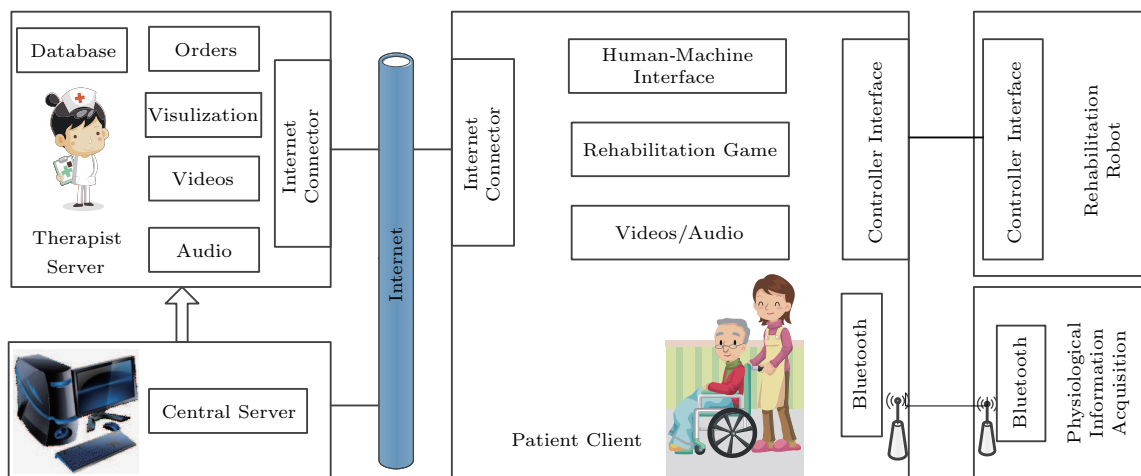 Database
Orders
Visulization
Videos
Audio
Therapist
Server
Internet
Connector
Central Server
Internet
Internet
Connector
Human-Machine
Interface
Rehabilitation Game
Videos/Audio
Patient Client
Controller Interface
Bluetooth
Controller Interface
Rehabilitation
Robot
Bluetooth
Physiological
Information
Acquisition